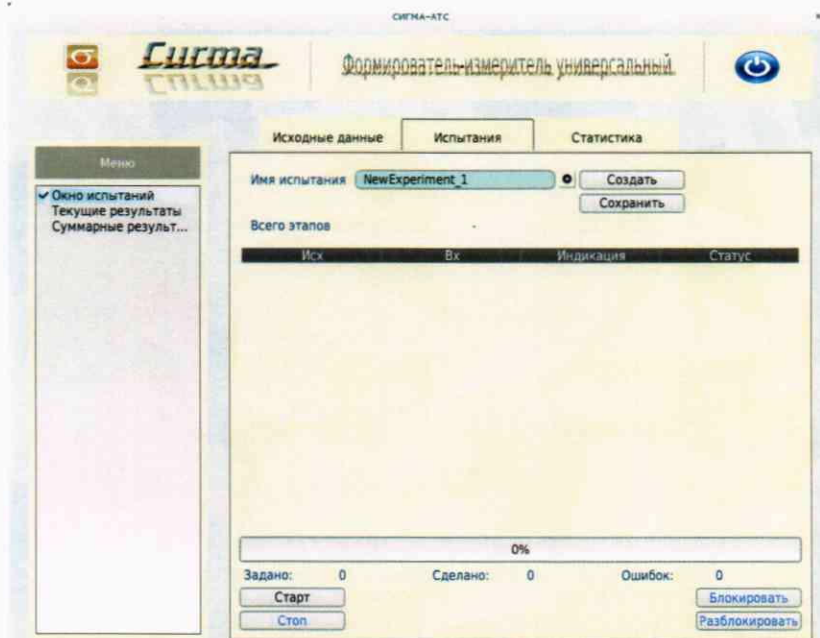 СИГМА-АТС
Сигма
Формирователь-измеритель универсальный
Исходные данные Испытания Статистика
Меню
Окно испытаний
Текущие результаты
Суммарные результ...
Имя испытания NewExperiment_1 Создать
Сохранить
Всего этапов
Исх Вх Индикация Статус
0%
Задано: 0 Сделано: 0 Ошибок: 0
Старт Блокировать
Стоп Разблокировать